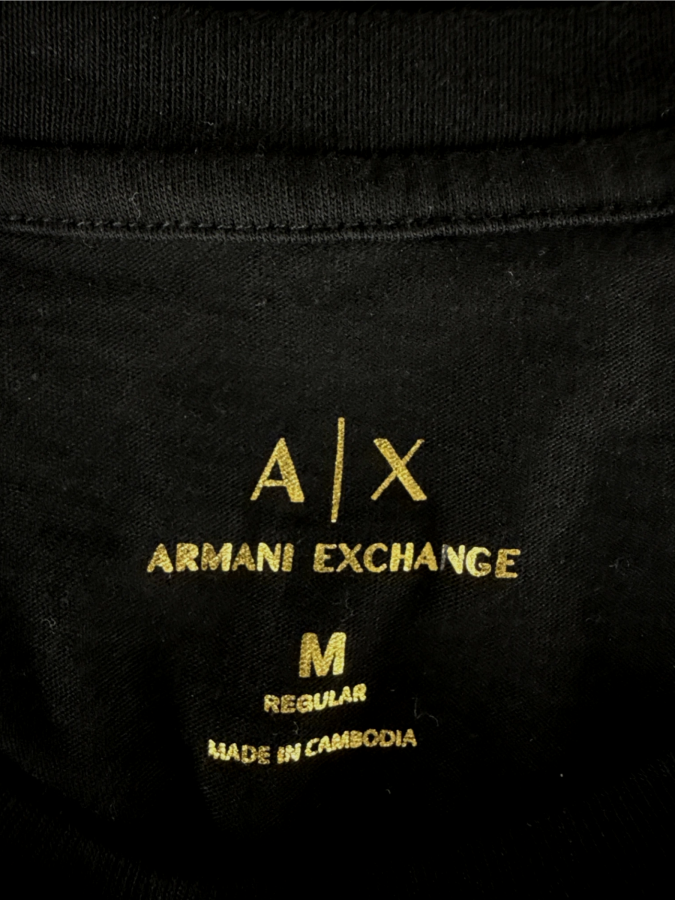 A|X
ARMANI EXCHANGE
M
REGULAR
MADE IN CAMBODIA